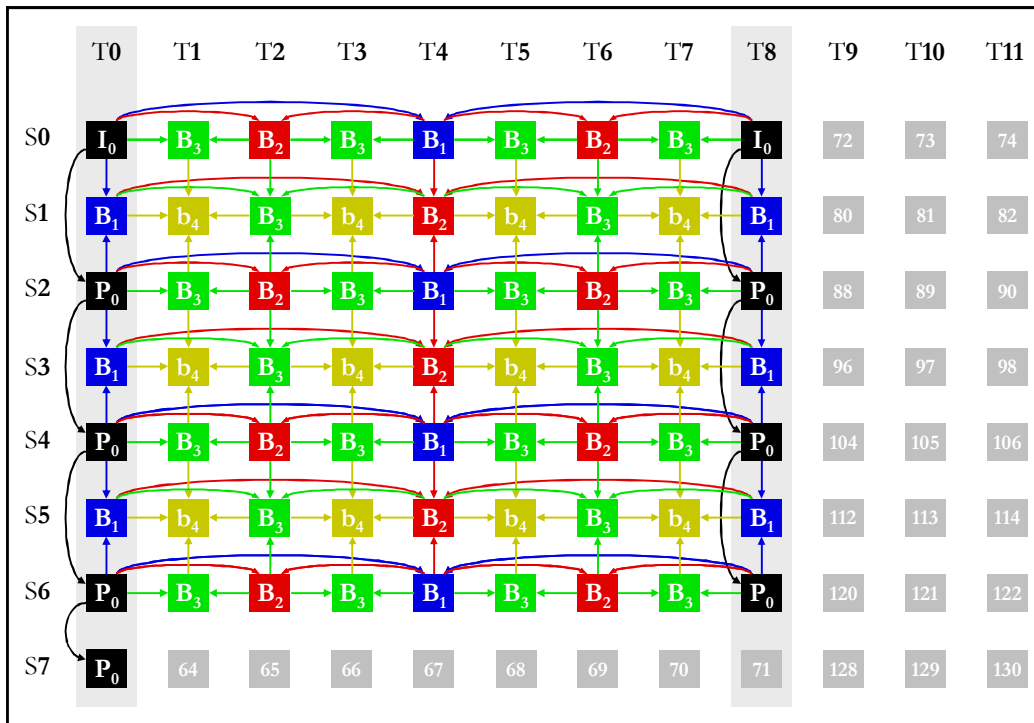 T0 T1 T2 T3 T4 T5 T6 T7 T8 T9 T10 T11
S0 I0 B3 B2 B3 B1 B3 B2 B3 I0 72 73 74
S1 B1 b4 B3 b4 B2 b4 B3 b4 B1 80 81 82
S2 P0 B3 B2 B3 B1 B3 B2 B3 P0 88 89 90
S3 B1 b4 B3 b4 B2 b4 B3 b4 B1 96 97 98
S4 P0 B3 B2 B3 B1 B3 B2 B3 P0 104 105 106
S5 B1 b4 B3 b4 B2 b4 B3 b4 B1 112 113 114
S6 P0 B3 B2 B3 B1 B3 B2 B3 P0 120 121 122
S7 P0 64 65 66 67 68 69 70 71 128 129 130